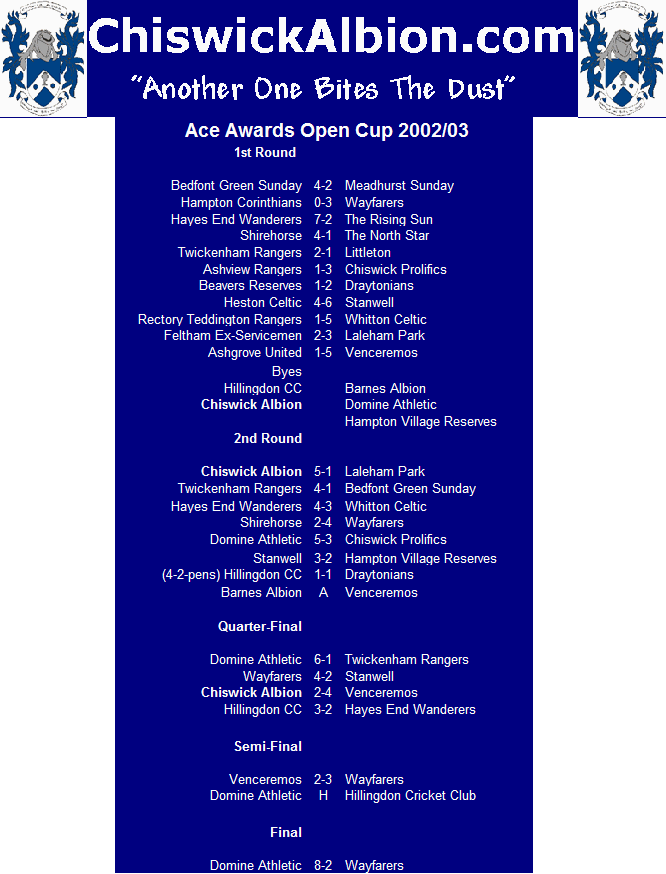 ChiswickAlbion.com
"Another One Bites The Dust"
Ace Awards Open Cup 2002/03
1st Round
Bedfont Green Sunday 4-2 Meadhurst Sunday
Hampton Corinthians 0-3 Wayfarers
Hayes End Wanderers 7-2 The Rising Sun
Shirehorse 4-1 The North Star
Twickenham Rangers 2-1 Littleton
Ashview Rangers 1-3 Chiswick Prolifics
Beavers Reserves 1-2 Draytonians
Heston Celtic 4-6 Stanwell
Rectory Teddington Rangers 1-5 Whitton Celtic
Feltham Ex-Servicemen 2-3 Laleham Park
Ashgrove United 1-5 Venceremos
Byes
Hillingdon CC Barnes Albion
Chiswick Albion Domine Athletic
Hampton Village Reserves
2nd Round
Chiswick Albion 5-1 Laleham Park
Twickenham Rangers 4-1 Bedfont Green Sunday
Hayes End Wanderers 4-3 Whitton Celtic
Shirehorse 2-4 Wayfarers
Domine Athletic 5-3 Chiswick Prolifics
Stanwell 3-2 Hampton Village Reserves
(4-2-pens) Hillingdon CC 1-1 Draytonians
Barnes Albion A Venceremos
Quarter-Final
Domine Athletic 6-1 Twickenham Rangers
Wayfarers 4-2 Stanwell
Chiswick Albion 2-4 Venceremos
Hillingdon CC 3-2 Hayes End Wanderers
Semi-Final
Venceremos 2-3 Wayfarers
Domine Athletic H Hillingdon Cricket Club
Final
Domine Athletic 8-2 Wayfarers